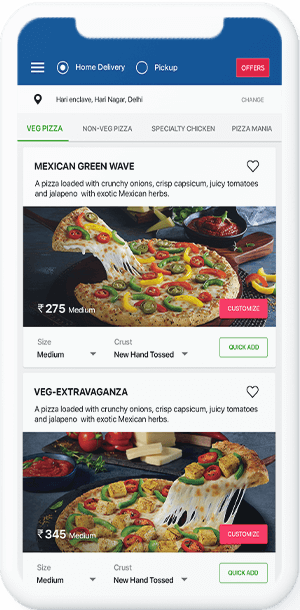 Home Delivery Pickup OFFERS
Hari enclave, Hari Nagar, Delhi CHANGE
VEG PIZZA NON-VEG PIZZA SPECIALTY CHICKEN PIZZA MANIA
MEXICAN GREEN WAVE
A pizza loaded with crunchy onions, crisp capsicum, juicy tomatoes
and jalapeno with exotic Mexican herbs.
₹ 275 Medium CUSTOMIZE
Size Crust
Medium New Hand Tossed QUICK ADD
VEG-EXTRAVAGANZA
A pizza loaded with crunchy onions, crisp capsicum, juicy tomatoes
and jalapeno with exotic Mexican herbs.
₹ 345 Medium CUSTOMIZE
Size Crust
Medium New Hand Tossed QUICK ADD